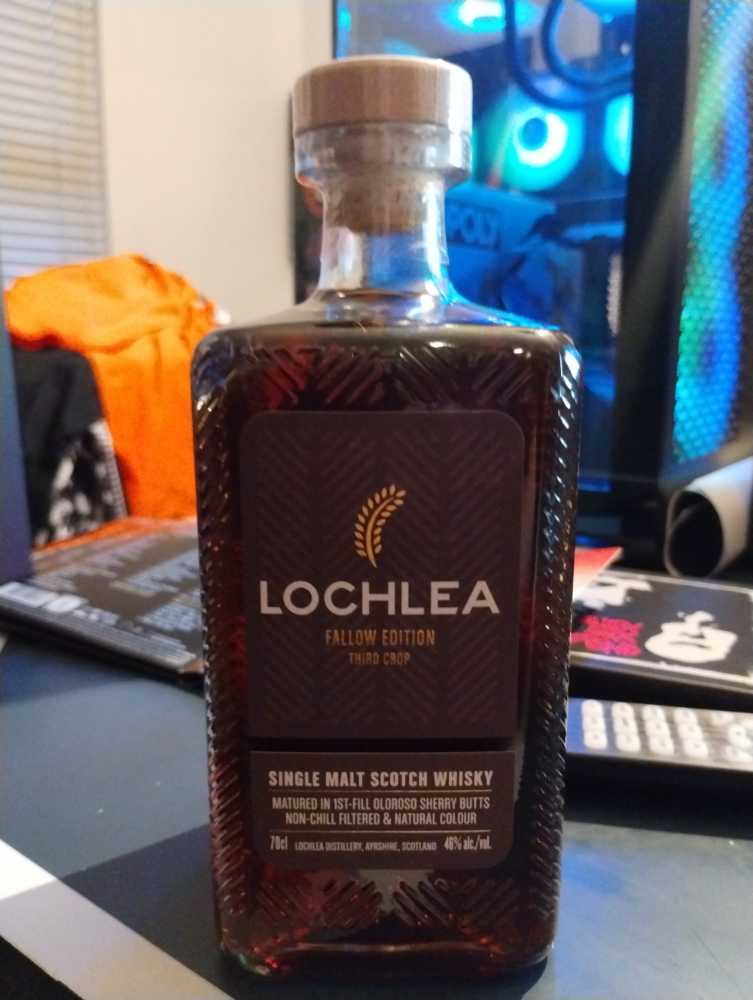 POLY
LOCHLEA
FALLOW EDITION
THIRD CROP
SINGLE MALT SCOTCH WHISKY
MATURED IN 1ST-FILL OLOROSO SHERRY BUTTS
NON-CHILL FILTERED & NATURAL COLOUR
70cl LOCHLEA DISTILLERY, AYRSHIRE, SCOTLAND 46% alc./vol.